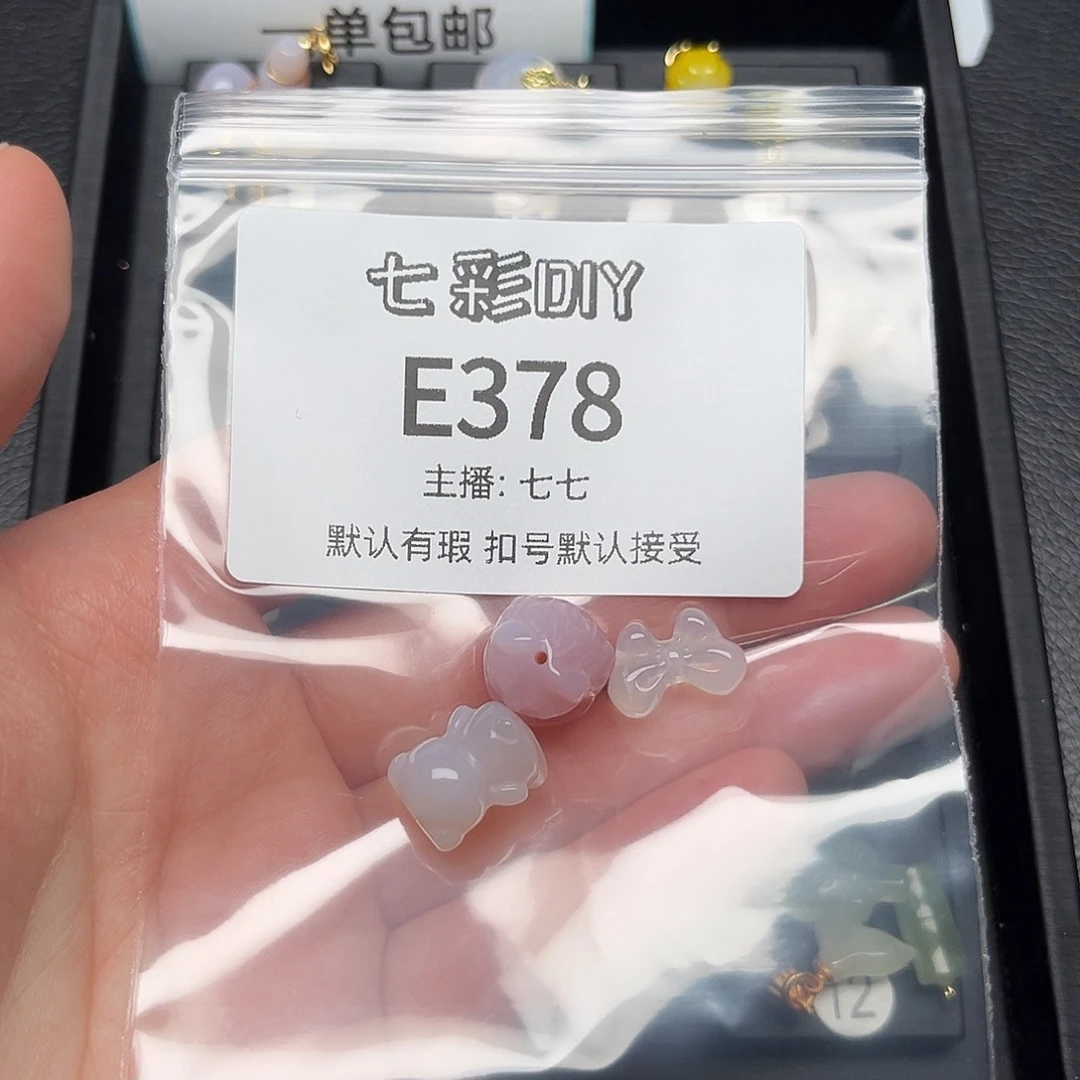 一单包邮
七彩DIY
E378
主播: 七七
默认有瑕 扣号默认接受
12